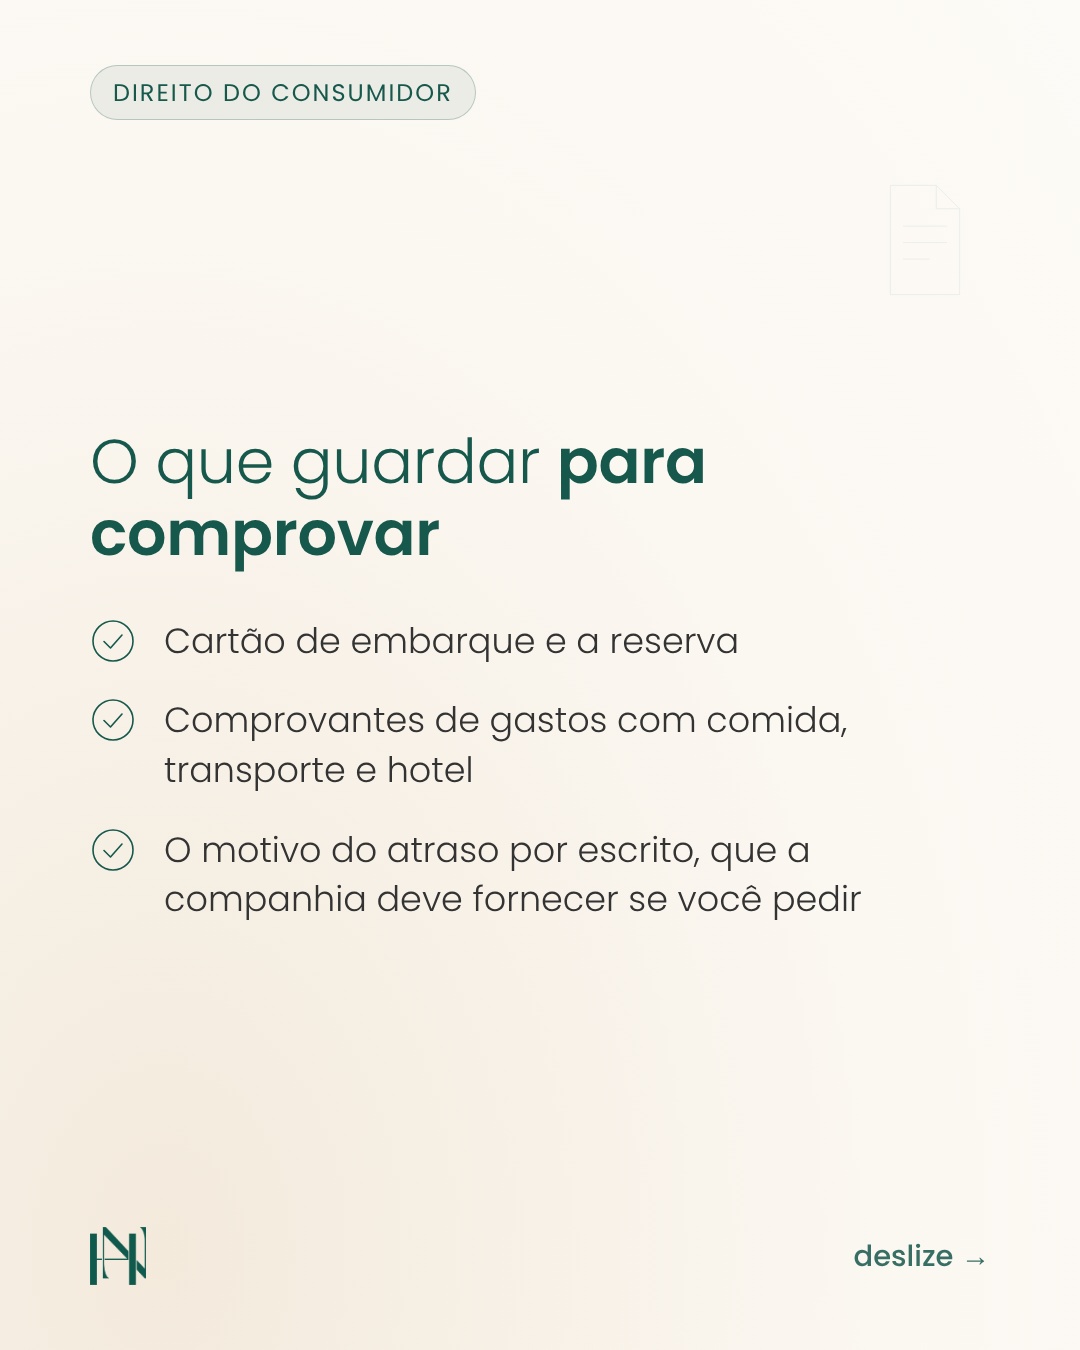 DIREITO DO CONSUMIDOR
O que guardar para
comprovar
Cartão de embarque e a reserva
Comprovantes de gastos com comida,
transporte e hotel
O motivo do atraso por escrito, que a
companhia deve fornecer se você pedir
deslize →